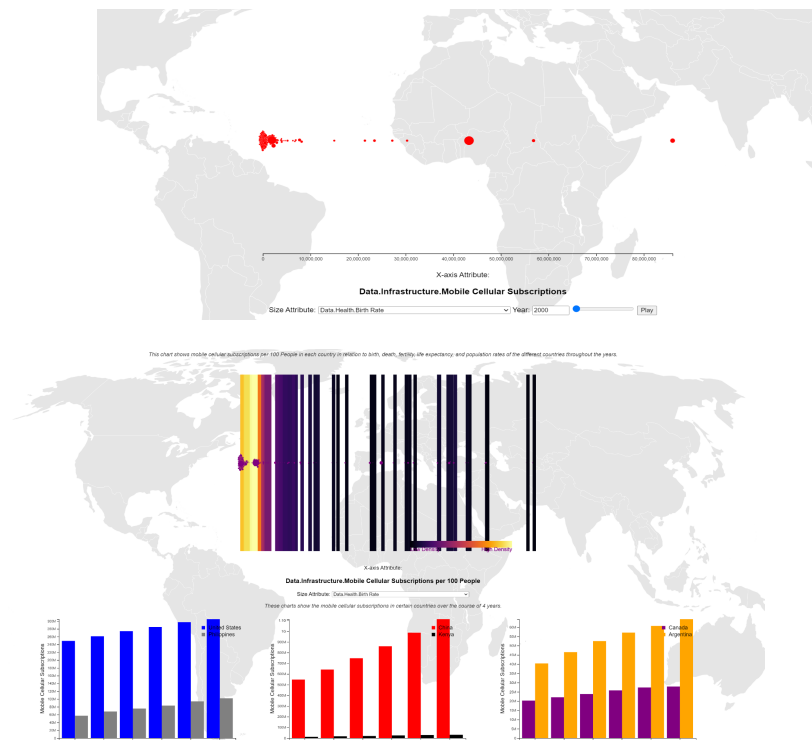 0 10,000,000 20,000,000 30,000,000 40,000,000 50,000,000 60,000,000 70,000,000 80,000,000
X-axis Attribute:
Data.Infrastructure.Mobile Cellular Subscriptions
Size Attribute: Data.Health.Birth Rate Year: 2000 Play
This chart shows mobile cellular subscriptions per 100 People in each country in relation to birth, death, fertility, life expectancy, and population rates of the different countries throughout the years.
High Density
X-axis Attribute:
Data.Infrastructure.Mobile Cellular Subscriptions per 100 People
Size Attribute: Data.Health.Birth Rate
These charts show the mobile cellular subscriptions in certain countries over the course of 4 years.
Mobile Cellular Subscriptions
United States
Philippines
Mobile Cellular Subscriptions
China
Kenya
Mobile Cellular Subscriptions
Canada
Argentina